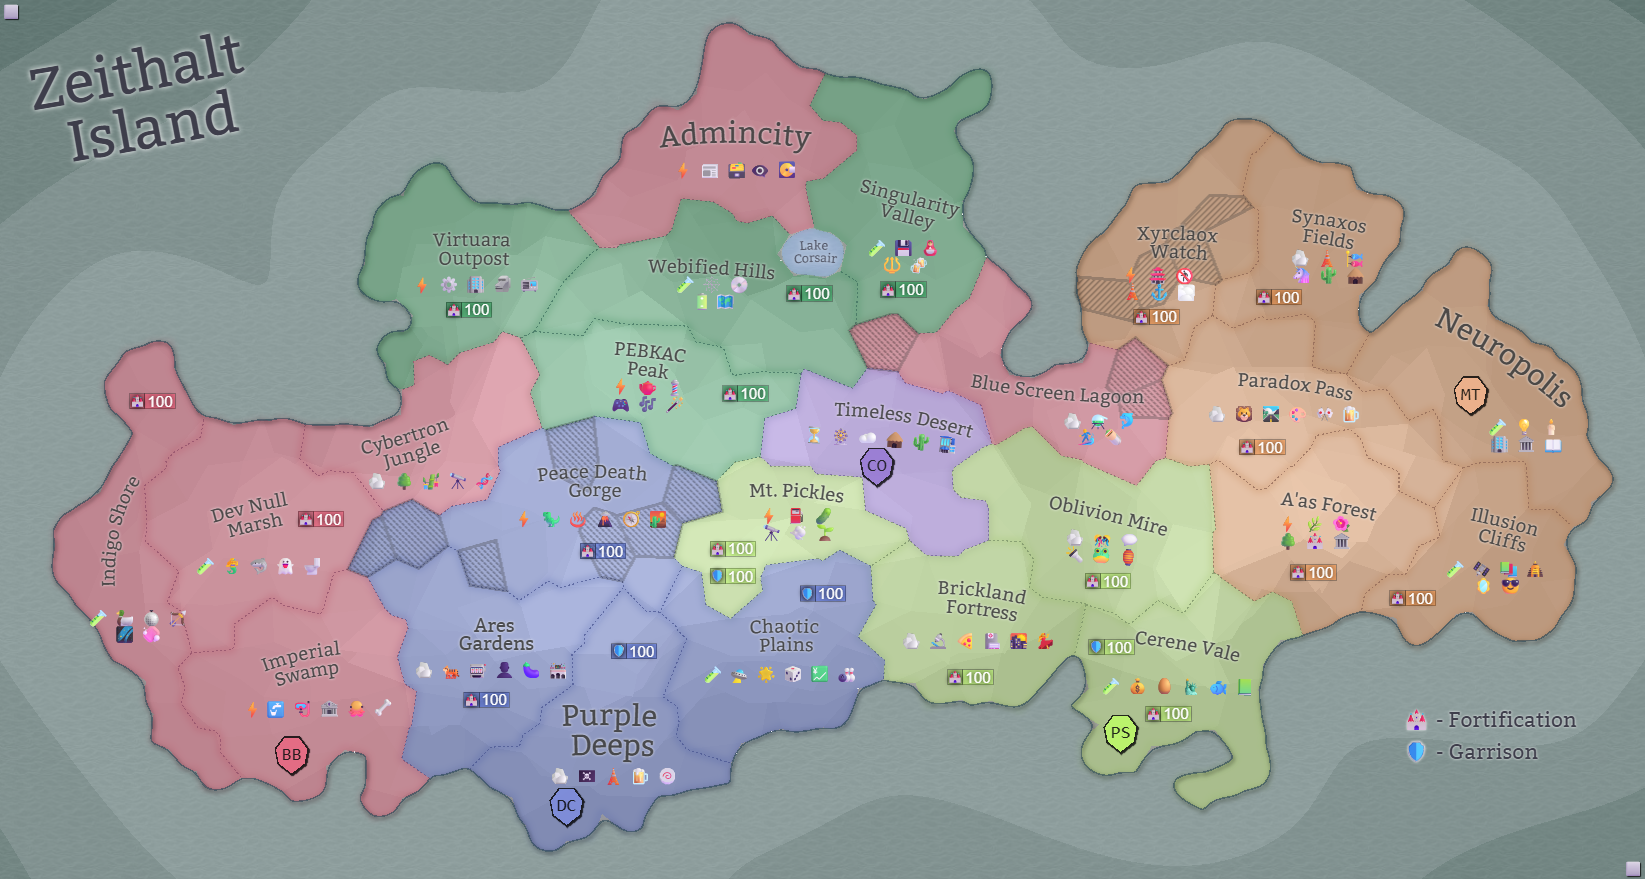 Zeithalt
Island
Admincity
Singularity
Valley
Virtuara
Outpost
Webified Hills
Lake
Corsair
100
100
100
Xyrclaox
Watch
100
Synaxos
Fields
100
Neuropolis
MT
PEBKAC
Peak
100
Blue Screen Lagoon
Paradox Pass
100
100
Cybertron
Jungle
Timeless Desert
CO
Peace Death
Gorge
100
Mt. Pickles
100
100
Indigo Shore
Dev Null
Marsh
100
Oblivion Mire
100
A'as Forest
100
Illusion
Cliffs
100
Brickland
Fortress
100
Chaotic
Plains
100
Ares
Gardens
100
100
Imperial
Swamp
BB
Purple
Deeps
DC
Cerene Vale
100
100
PS
- Fortification
- Garrison